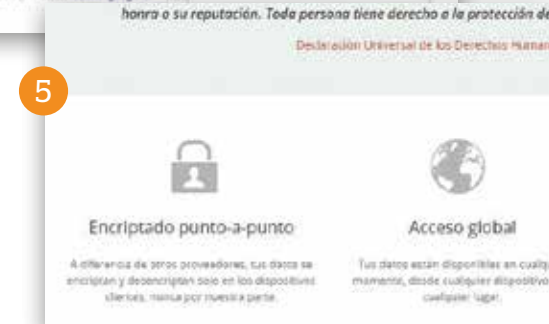 honra o su reputación. Toda persona tiene derecho a la protección de
Declaración Universal de los Derechos Human
5
Encriptado punto-a-punto
A diferencia de otros proveedores, tus datos se
encriptan y desencriptan solo en los dispositivos
clientes, nunca por nuestra parte.
Acceso global
Tus datos están disponibles en cualqu
momento, desde cualquier dispositivo
cualquier lugar.